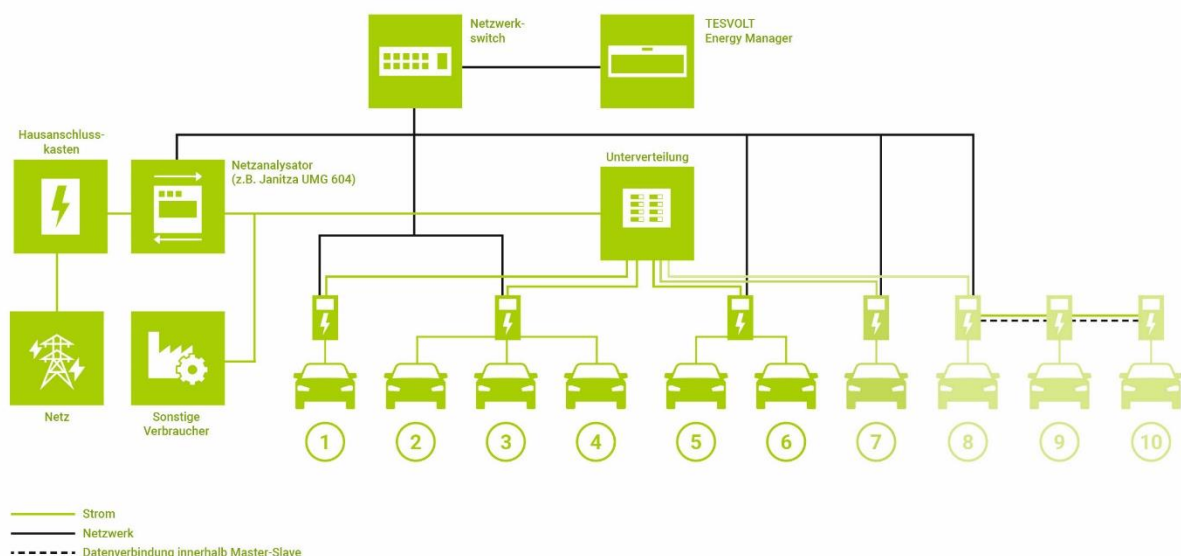 Netzwerk-
switch
TESVOLT
Energy Manager
Hausanschluss-
kasten
Netzanalysator
(z.B. Janitza UMG 604)
Unterverteilung
Netz
Sonstige
Verbraucher
1
2
3
4
5
6
7
8
9
10
Strom
Netzwerk
Datenverbindung innerhalb Master-Slave